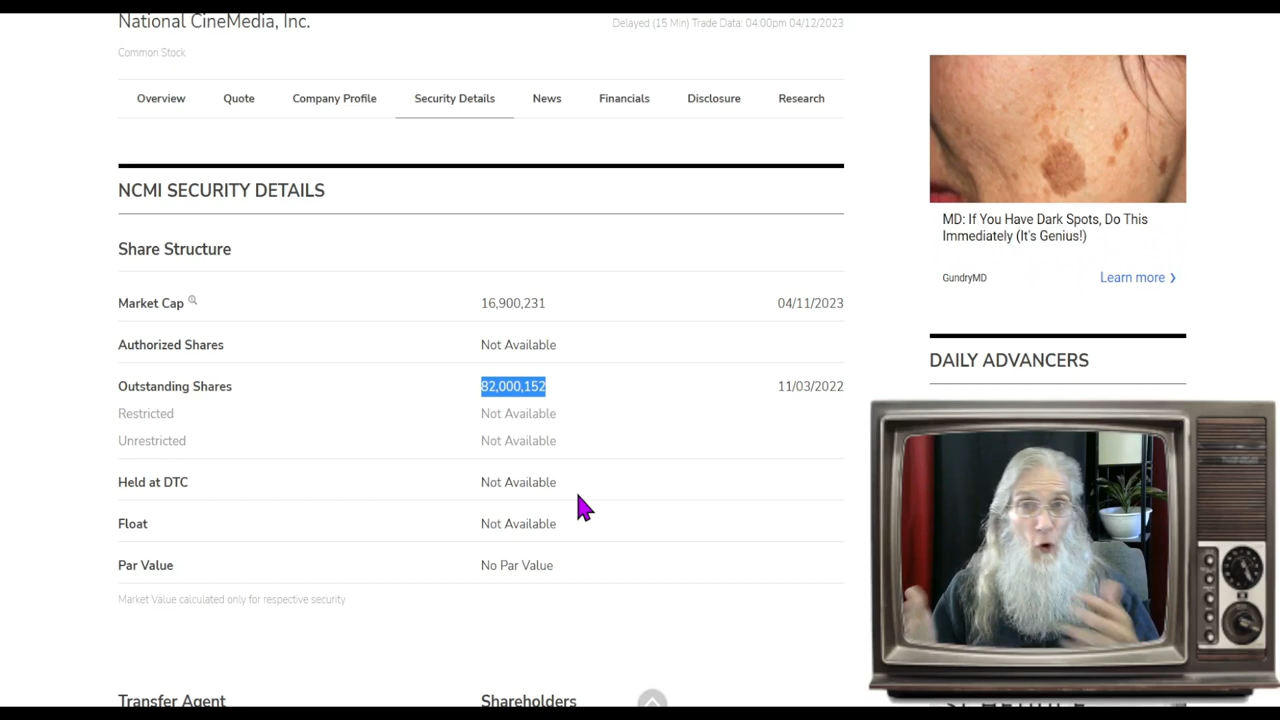 National CineMedia, Inc.
Delayed (15 Min) Trade Data: 04:00pm 04/12/2023
Common Stock
Overview Quote Company Profile Security Details News Financials Disclosure Research
NCMI SECURITY DETAILS
Share Structure
Market Cap 16,900,231 04/11/2023
Authorized Shares Not Available
Outstanding Shares 82,000,152 11/03/2022
Restricted Not Available
Unrestricted Not Available
Held at DTC Not Available
Float Not Available
Par Value No Par Value
Market Value calculated only for respective security
Transfer Agent Shareholders
MD: If You Have Dark Spots, Do This
Immediately (It's Genius!)
GundryMD Learn more ❯
DAILY ADVANCERS